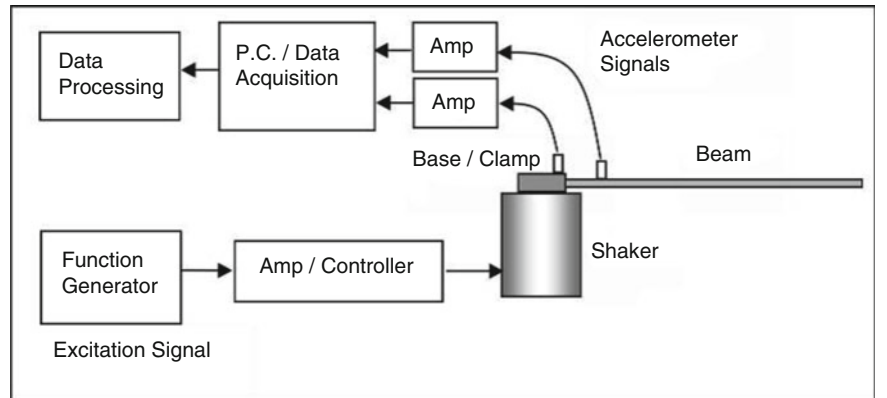 Data
Processing
P.C. / Data
Acquisition
Amp
Amp
Accelerometer
Signals
Base / Clamp
Beam
Shaker
Function
Generator
Amp / Controller
Excitation Signal